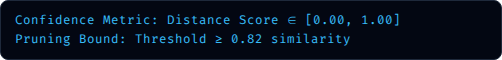 Confidence Metric: Distance Score ∈ [0.00, 1.00]
Pruning Bound: Threshold ≥ 0.82 similarity